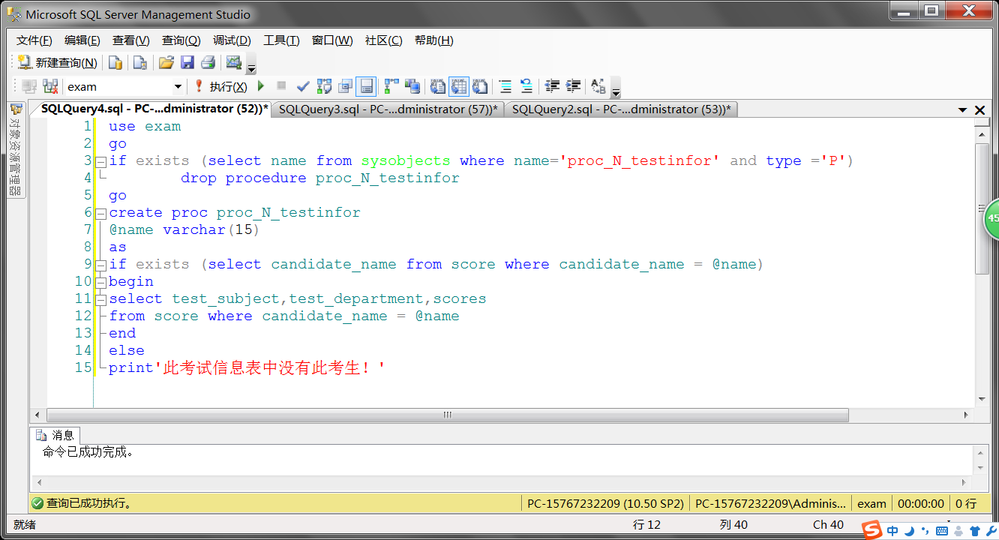 Microsoft SQL Server Management Studio
文件(F) 编辑(E) 查看(V) 查询(Q) 调试(D) 工具(T) 窗口(W) 社区(C) 帮助(H)
新建查询(N)
exam 执行(X)
SQLQuery4.sql - PC-...dministrator (52))* SQLQuery3.sql - PC-...dministrator (57))* SQLQuery2.sql - PC-...dministrator (53))*
对象资源管理器
1 use exam
2 go
3 if exists (select name from sysobjects where name='proc_N_testinfor' and type ='P')
4 drop procedure proc_N_testinfor
5 go
6 create proc proc_N_testinfor
7 @name varchar(15)
8 as
9 if exists (select candidate_name from score where candidate_name = @name)
10 begin
11 select test_subject,test_department,scores
12 from score where candidate_name = @name
13 end
14 else
15 print'此考试信息表中没有此考生！'
45
消息
命令已成功完成。
查询已成功执行。 PC-15767232209 (10.50 SP2) PC-15767232209\Adminis... exam 00:00:00 0 行
就绪 行 12 列 40 Ch 40
S 中